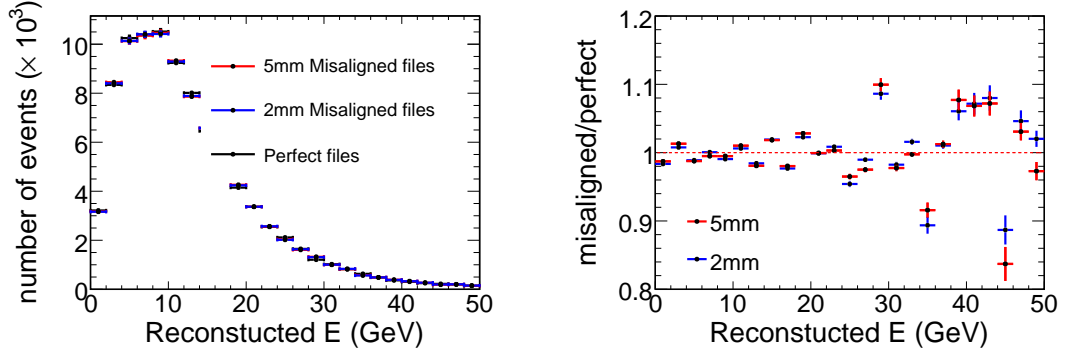 number of events (× 10³)
10
8
6
4
2
0
5mm Misaligned files
2mm Misaligned files
Perfect files
0 10 20 30 40 50
Reconstucted E (GeV)
misaligned/perfect
1.2
1.1
1
0.9
0.8
5mm
2mm
0 10 20 30 40 50
Reconstucted E (GeV)